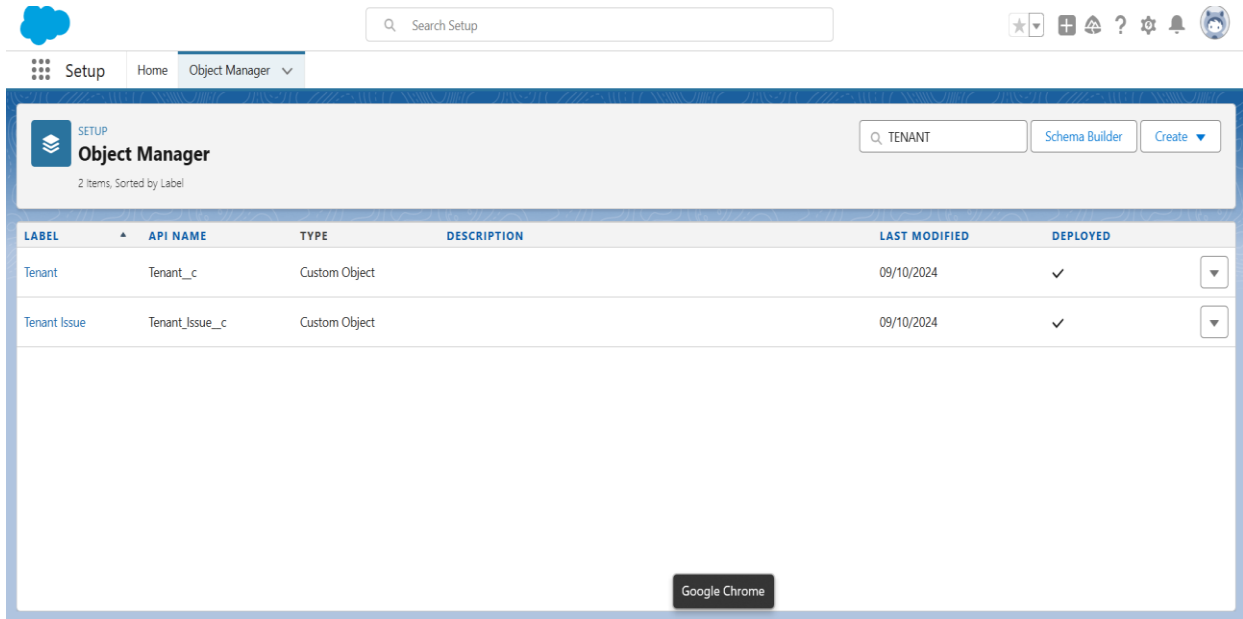 Search Setup
Setup Home Object Manager
SETUP
Object Manager
2 Items, Sorted by Label
TENANT Schema Builder Create
LABEL API NAME TYPE DESCRIPTION LAST MODIFIED DEPLOYED
Tenant Tenant__c Custom Object 09/10/2024
Tenant Issue Tenant_Issue__c Custom Object 09/10/2024
Google Chrome